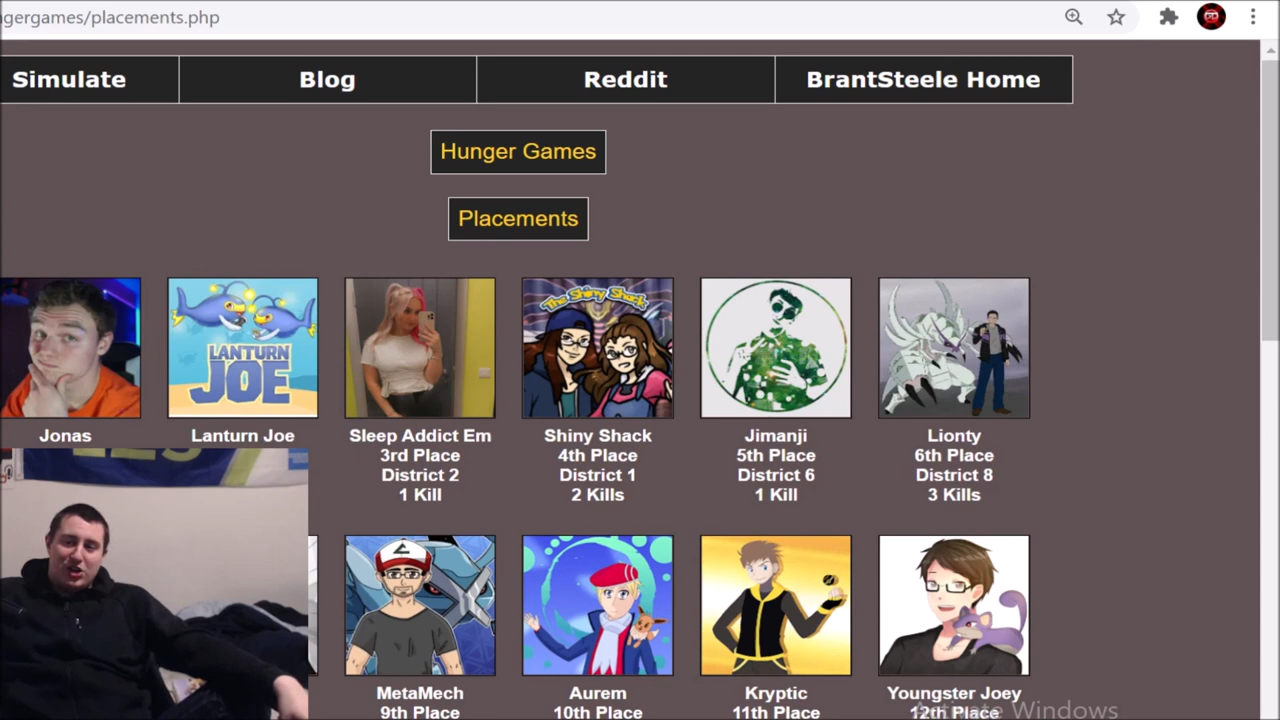 gergames/placements.php
Simulate
Blog
Reddit
BrantSteele Home
Hunger Games
Placements
The Shiny Shack
LANTURN
JOE
Jonas
Lanturn Joe
Sleep Addict Em
3rd Place
District 2
1 Kill
Shiny Shack
4th Place
District 1
2 Kills
Jimanji
5th Place
District 6
1 Kill
Lionty
6th Place
District 8
3 Kills
MetaMech
9th Place
Aurem
10th Place
Kryptic
11th Place
Youngster Joey
12th Place
Activate Windows